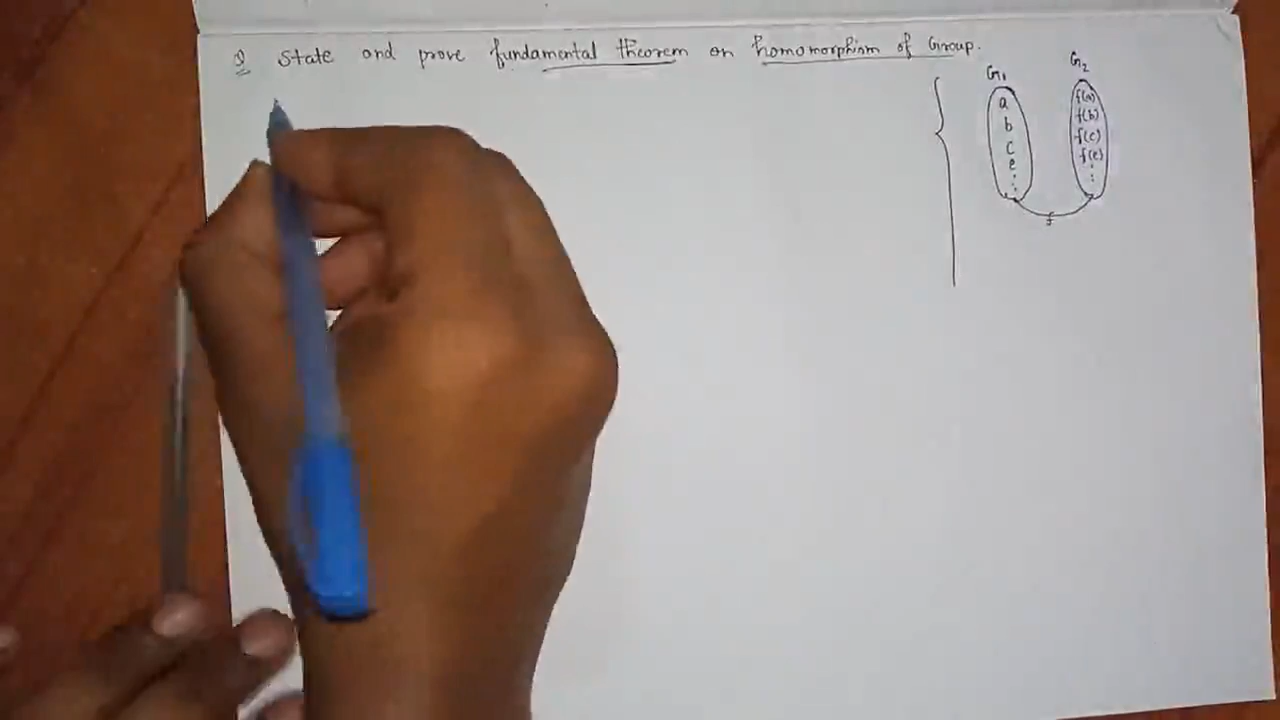 Q State and prove fundamental theorem on homomorphism of Group.
G1 G2
a f(a)
b f(b)
c f(c)
e f(e)
⋮ ⋮
f